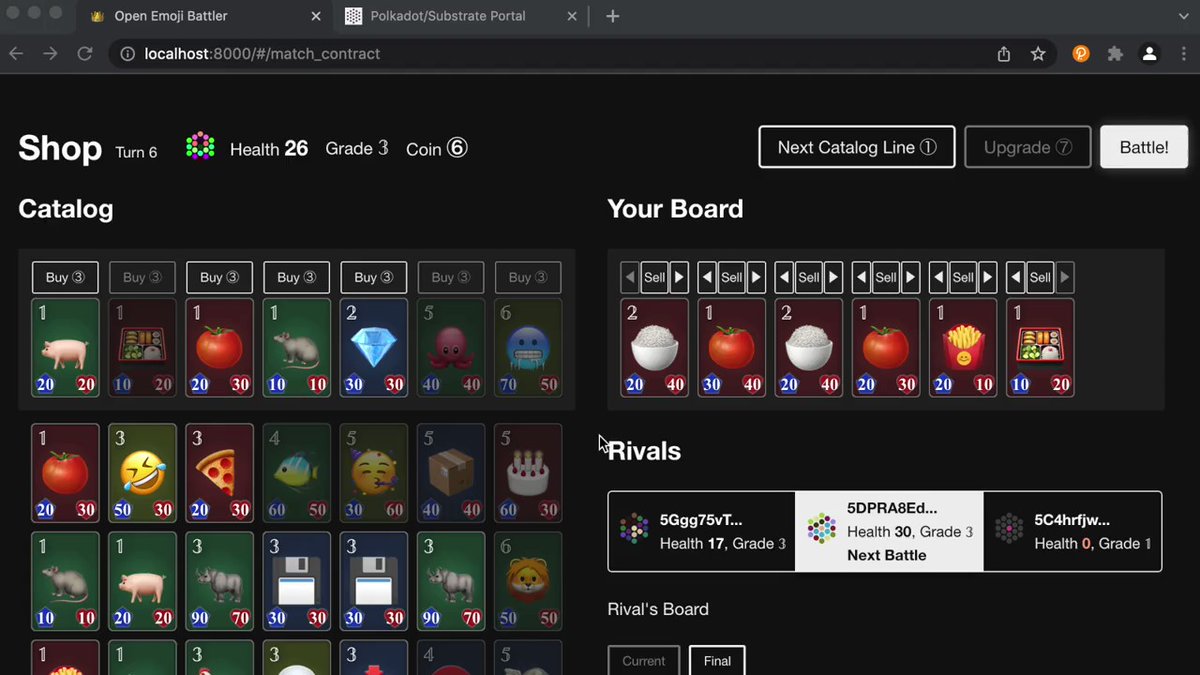 Open Emoji Battler
Polkadot/Substrate Portal
localhost:8000/#/match_contract
Shop Turn 6 Health 26 Grade 3 Coin ⑥
Next Catalog Line ① Upgrade ⑦ Battle!
Catalog
Your Board
Buy ③ Buy ③ Buy ③ Buy ③ Buy ③ Buy ③ Buy ③
Sell Sell Sell Sell Sell Sell
1 1 1 1 2 5 6
2 1 2 1 1 1
20 20 10 20 20 30 10 10 30 30 40 40 70 50
20 40 30 40 20 40 20 30 20 10 10 20
Rivals
1 3 3 4 5 5 5
20 30 50 30 20 30 60 50 30 60 40 40 60 30
5Ggg75vT...
Health 17, Grade 3
5DPRA8Ed...
Health 30, Grade 3
Next Battle
5C4hrfjw...
Health 0, Grade 1
1 1 3 3 3 3 6
10 10 20 20 90 70 30 30 30 30 90 70 50 50
Rival's Board
Current Final
1 1 3 3 3 4 5